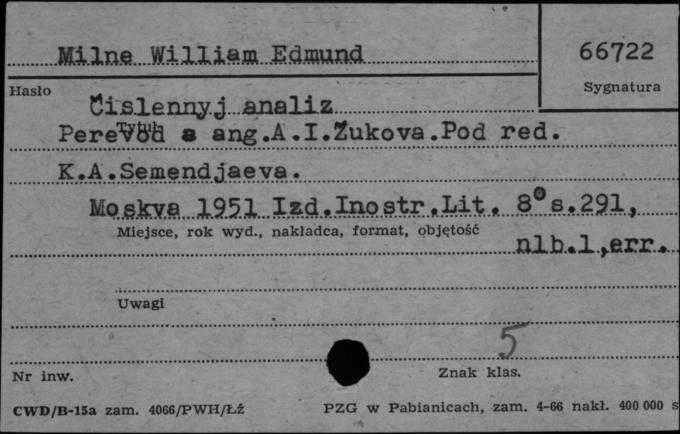 Milne William Edmund
66722
Hasło
Sygnatura
Čislennyj analiz
Tytuł
Perevod s ang.A.I.Žukova.Pod red.
K.A.Semendjaeva.
Moskva 1951 Izd.Inostr.Lit. 8° s.291,
Miejsce, rok wyd., nakładca, format, objętość
nlb.1,err.
Uwagi
5
Nr inw.
Znak klas.
CWD/B-15a zam. 4066/PWH/Łź
PZG w Pabianicach, zam. 4-66 nakł. 400 000 s